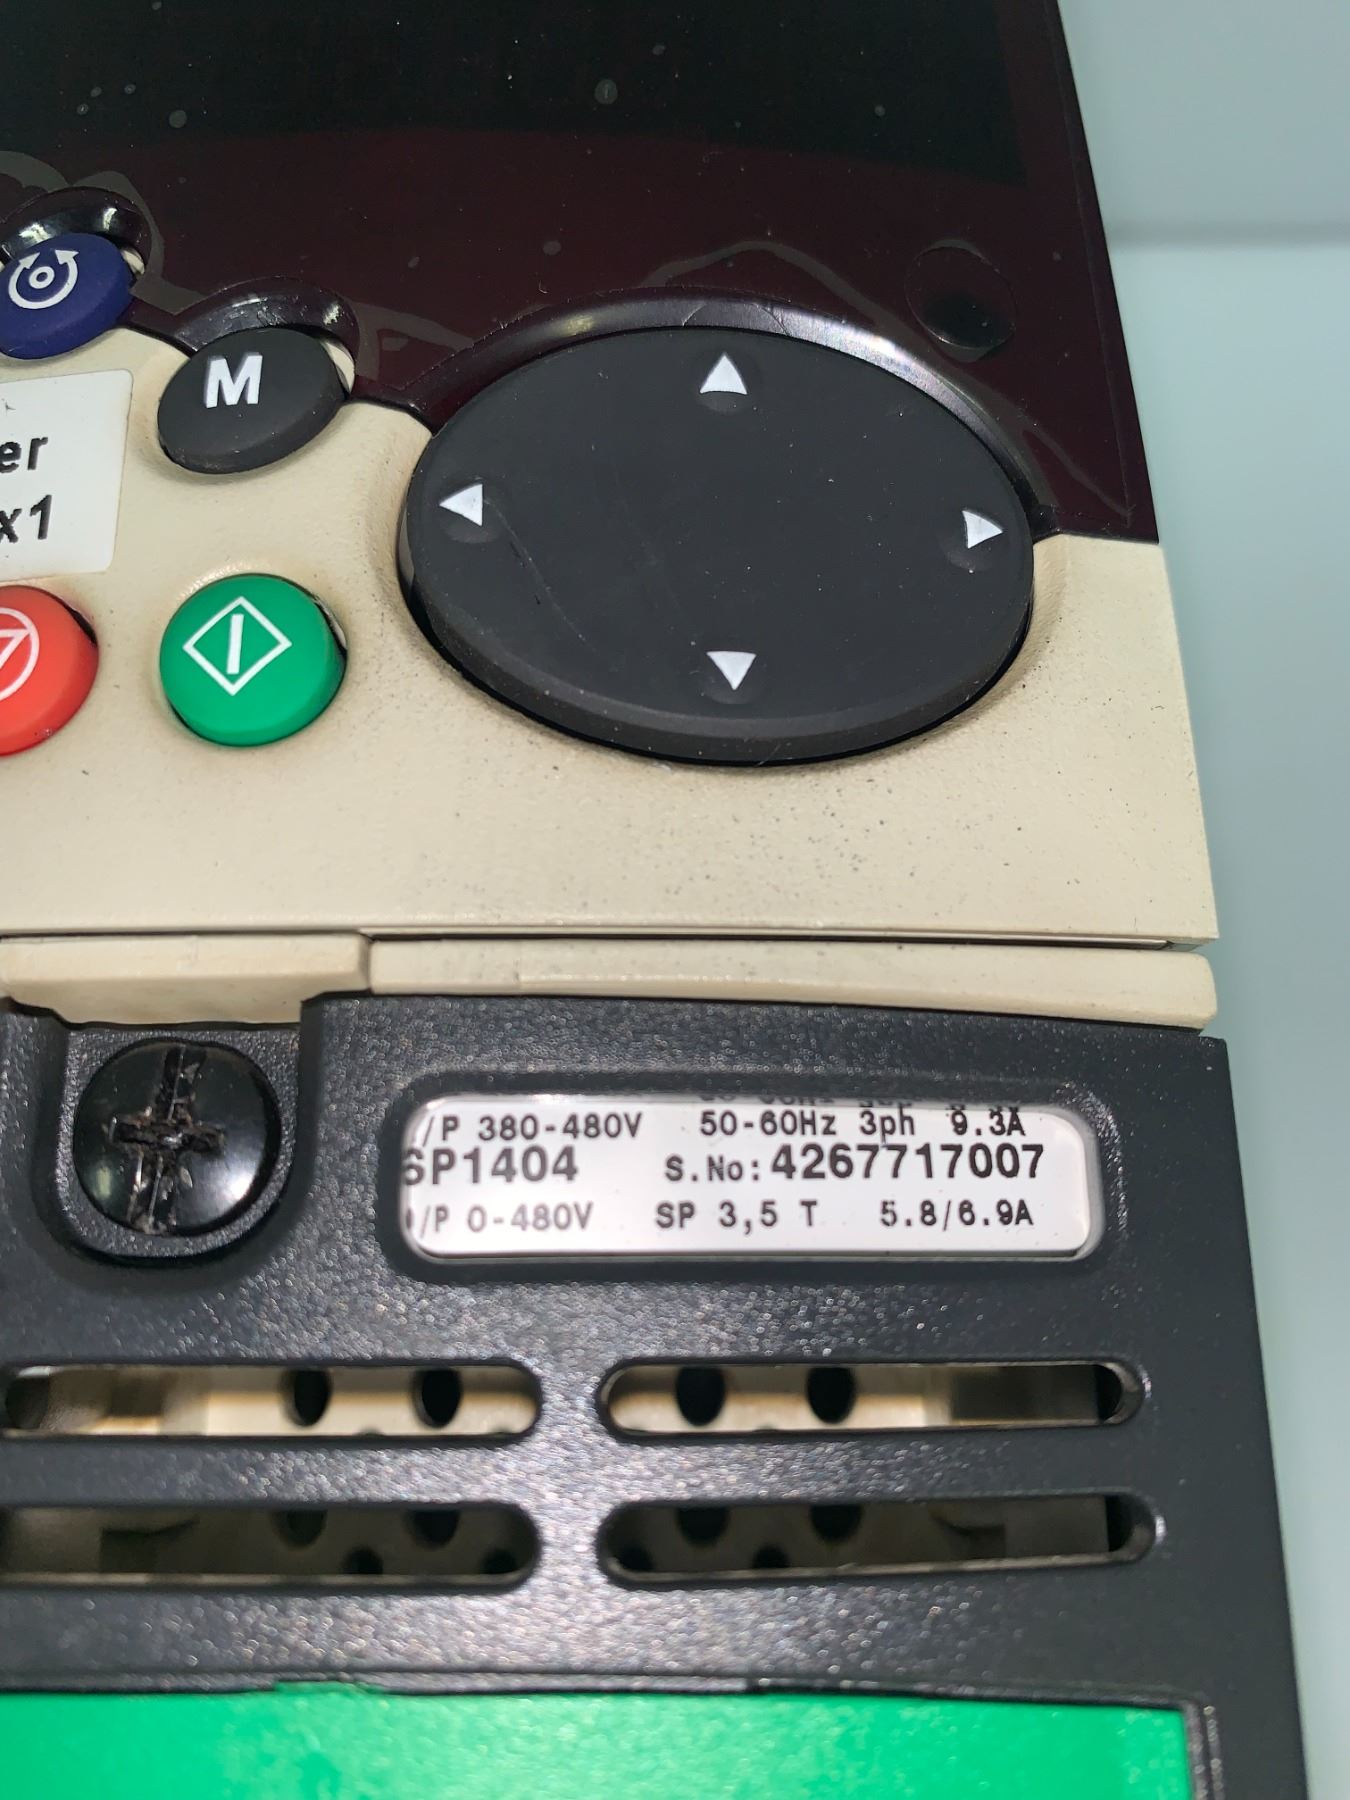 M
er
x1
/P 380-480V 50-60Hz 3ph 9.3A
SP1404 S.No:4267717007
/P 0-480V SP 3,5 T 5.8/6.9A